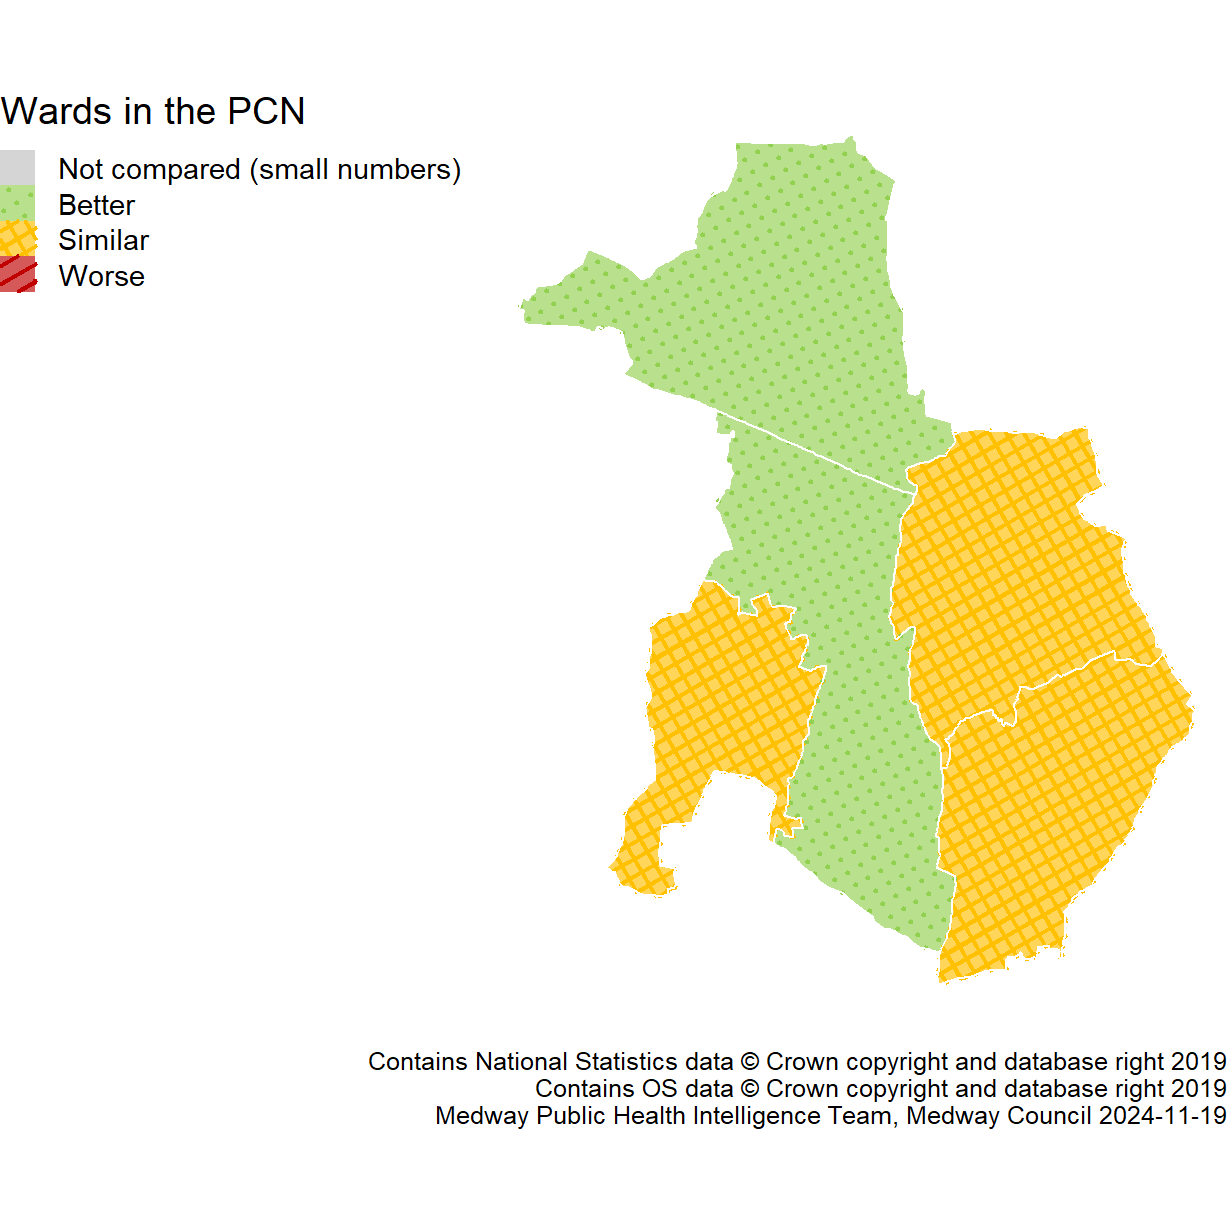 Wards in the PCN
Not compared (small numbers)
Better
Similar
Worse
Contains National Statistics data © Crown copyright and database right 2019
Contains OS data © Crown copyright and database right 2019
Medway Public Health Intelligence Team, Medway Council 2024-11-19